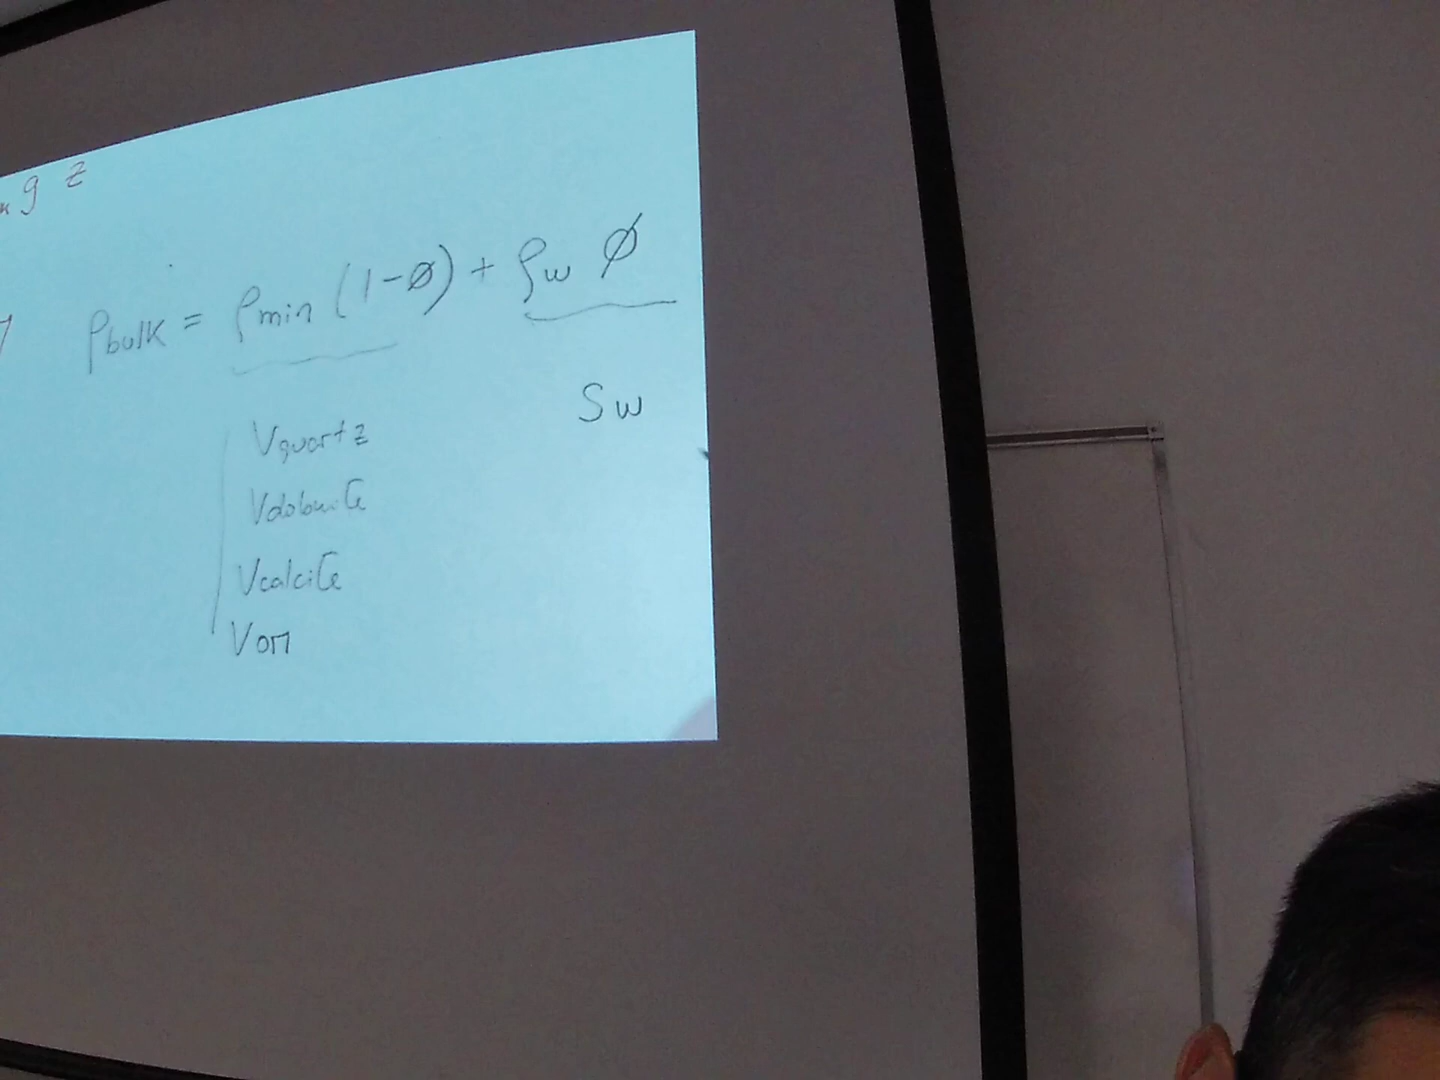 g z
ρbulk = ρmin (1-∅) + ρw ∅
Sw
Vquartz
Vdolomite
Vcalcite
Vom